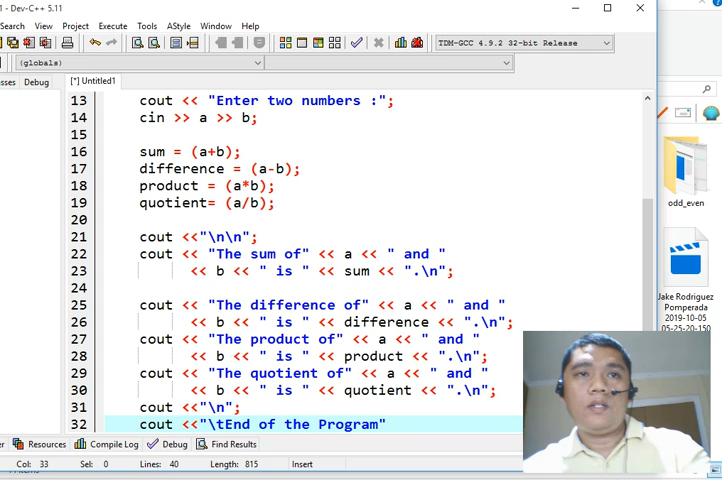 - Dev-C++ 5.11
Search View Project Execute Tools AStyle Window Help
TDM-GCC 4.9.2 32-bit Release
(globals)
Debug
[*] Untitled1
13 cout << "Enter two numbers :";
14 cin >> a >> b;
15
16 sum = (a+b);
17 difference = (a-b);
18 product = (a*b);
19 quotient= (a/b);
20
21 cout <<"\n\n";
22 cout << "The sum of" << a << " and "
23 << b << " is " << sum << ".\n";
24
25 cout << "The difference of" << a << " and "
26 << b << " is " << difference << ".\n";
27 cout << "The product of" << a << " and "
28 << b << " is " << product << ".\n";
29 cout << "The quotient of" << a << " and "
30 << b << " is " << quotient << ".\n";
31 cout <<"\n";
32 cout <<"\tEnd of the Program"
odd_even
Jake Rodriguez
Pomperada
2019-10-05
05-25-20-150
Resources Compile Log Debug Find Results
Col: 33 Sel: 0 Lines: 40 Length: 815 Insert